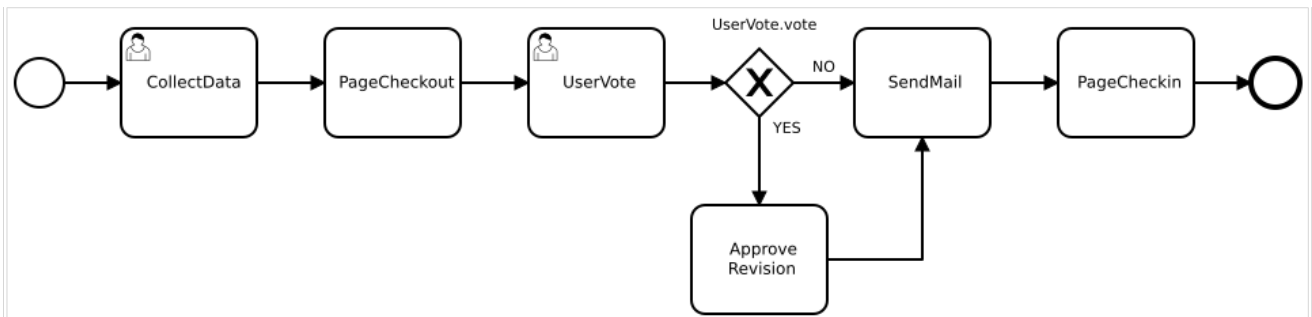 UserVote.vote
CollectData
PageCheckout
UserVote
NO
SendMail
PageCheckin
YES
Approve
Revision